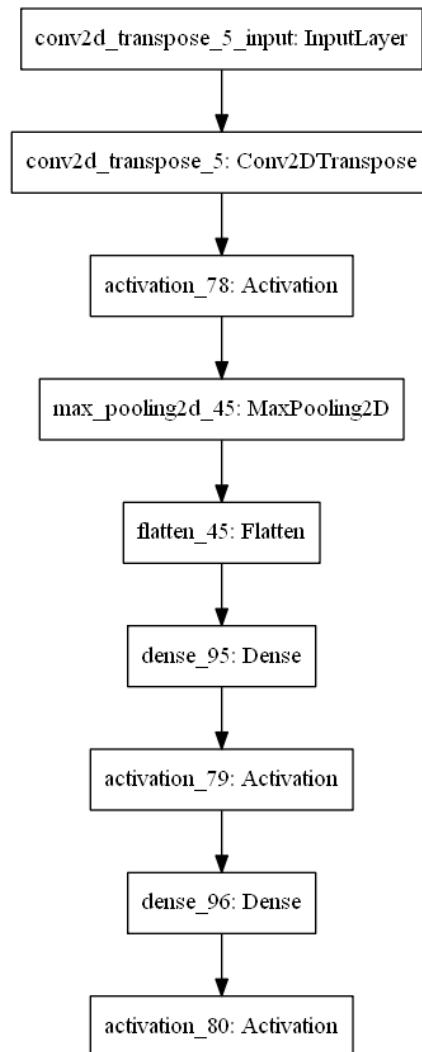 conv2d_transpose_5_input: InputLayer
conv2d_transpose_5: Conv2DTranspose
activation_78: Activation
max_pooling2d_45: MaxPooling2D
flatten_45: Flatten
dense_95: Dense
activation_79: Activation
dense_96: Dense
activation_80: Activation